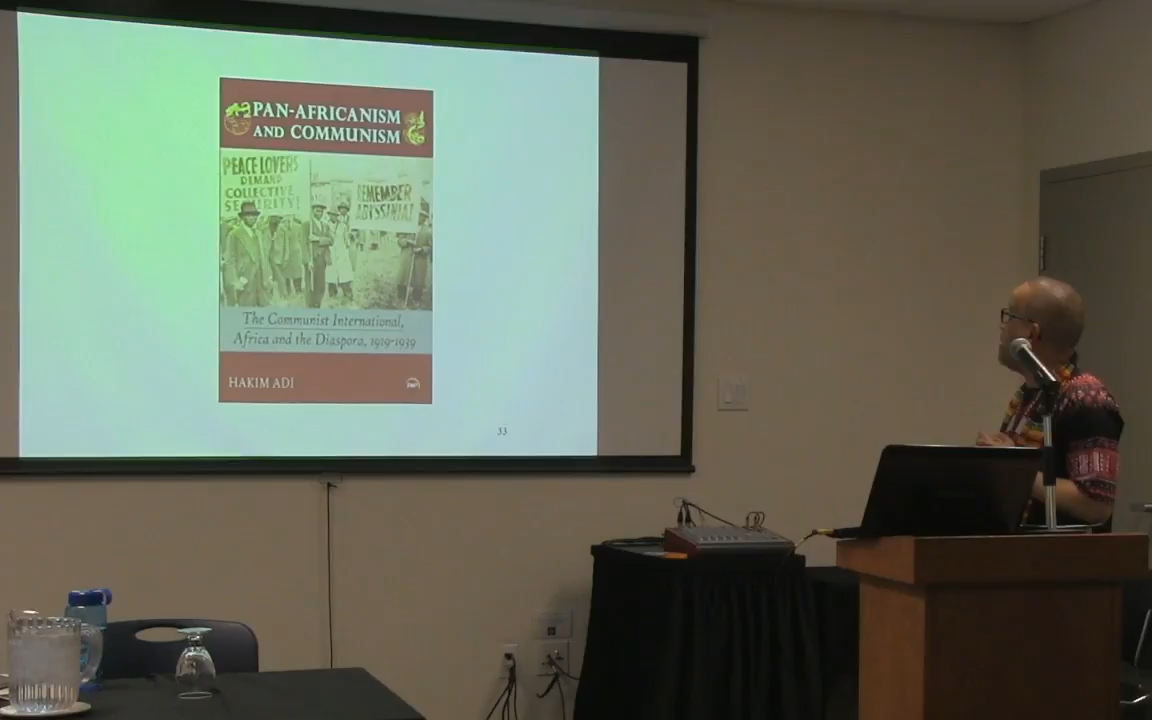 PAN-AFRICANISM
AND COMMUNISM
PEACE LOVERS
DEMAND
COLLECTIVE
SECURITY!
REMEMBER
ABYSSINIA!
The Communist International,
Africa and the Diaspora, 1919-1939
HAKIM ADI
33